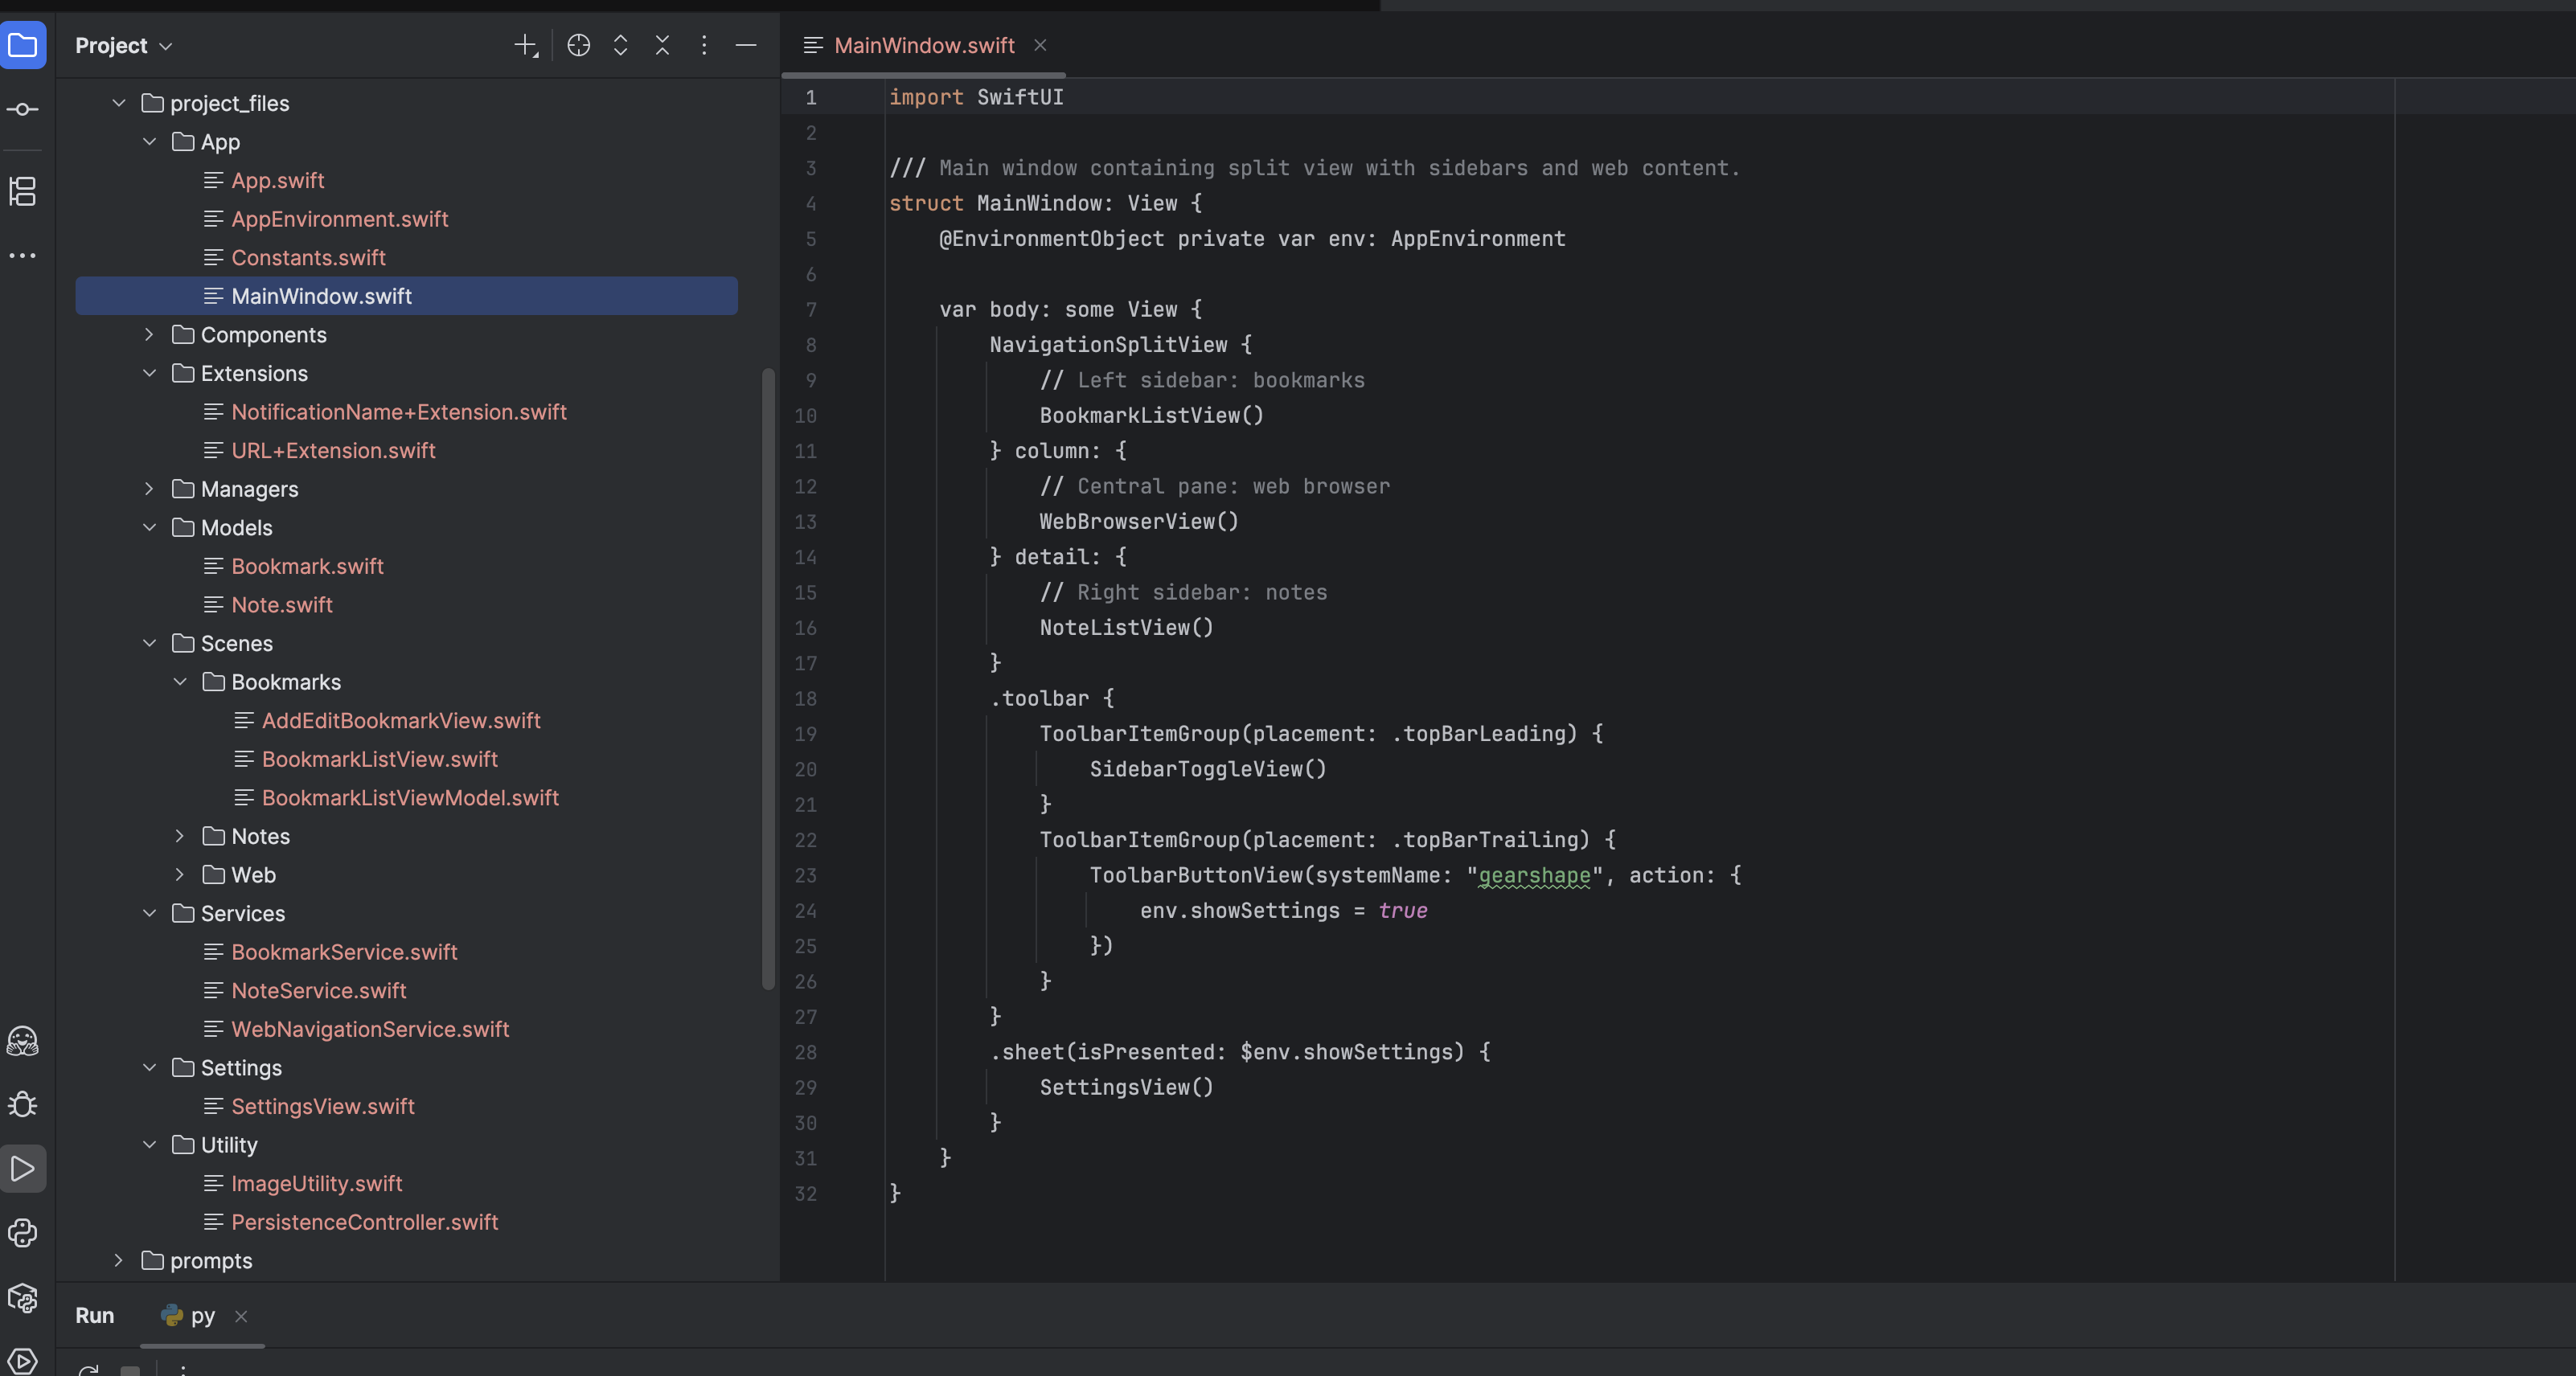 Project
project_files
App
App.swift
AppEnvironment.swift
Constants.swift
MainWindow.swift
Components
Extensions
NotificationName+Extension.swift
URL+Extension.swift
Managers
Models
Bookmark.swift
Note.swift
Scenes
Bookmarks
AddEditBookmarkView.swift
BookmarkListView.swift
BookmarkListViewModel.swift
Notes
Web
Services
BookmarkService.swift
NoteService.swift
WebNavigationService.swift
Settings
SettingsView.swift
Utility
ImageUtility.swift
PersistenceController.swift
prompts
MainWindow.swift
1 import SwiftUI
2
3 /// Main window containing split view with sidebars and web content.
4 struct MainWindow: View {
5     @EnvironmentObject private var env: AppEnvironment
6
7     var body: some View {
8         NavigationSplitView {
9             // Left sidebar: bookmarks
10             BookmarkListView()
11         } column: {
12             // Central pane: web browser
13             WebBrowserView()
14         } detail: {
15             // Right sidebar: notes
16             NoteListView()
17         }
18         .toolbar {
19             ToolbarItemGroup(placement: .topBarLeading) {
20                 SidebarToggleView()
21             }
22             ToolbarItemGroup(placement: .topBarTrailing) {
23                 ToolbarButtonView(systemName: "gearshape", action: {
24                     env.showSettings = true
25                 })
26             }
27         }
28         .sheet(isPresented: $env.showSettings) {
29             SettingsView()
30         }
31     }
32 }
Run py